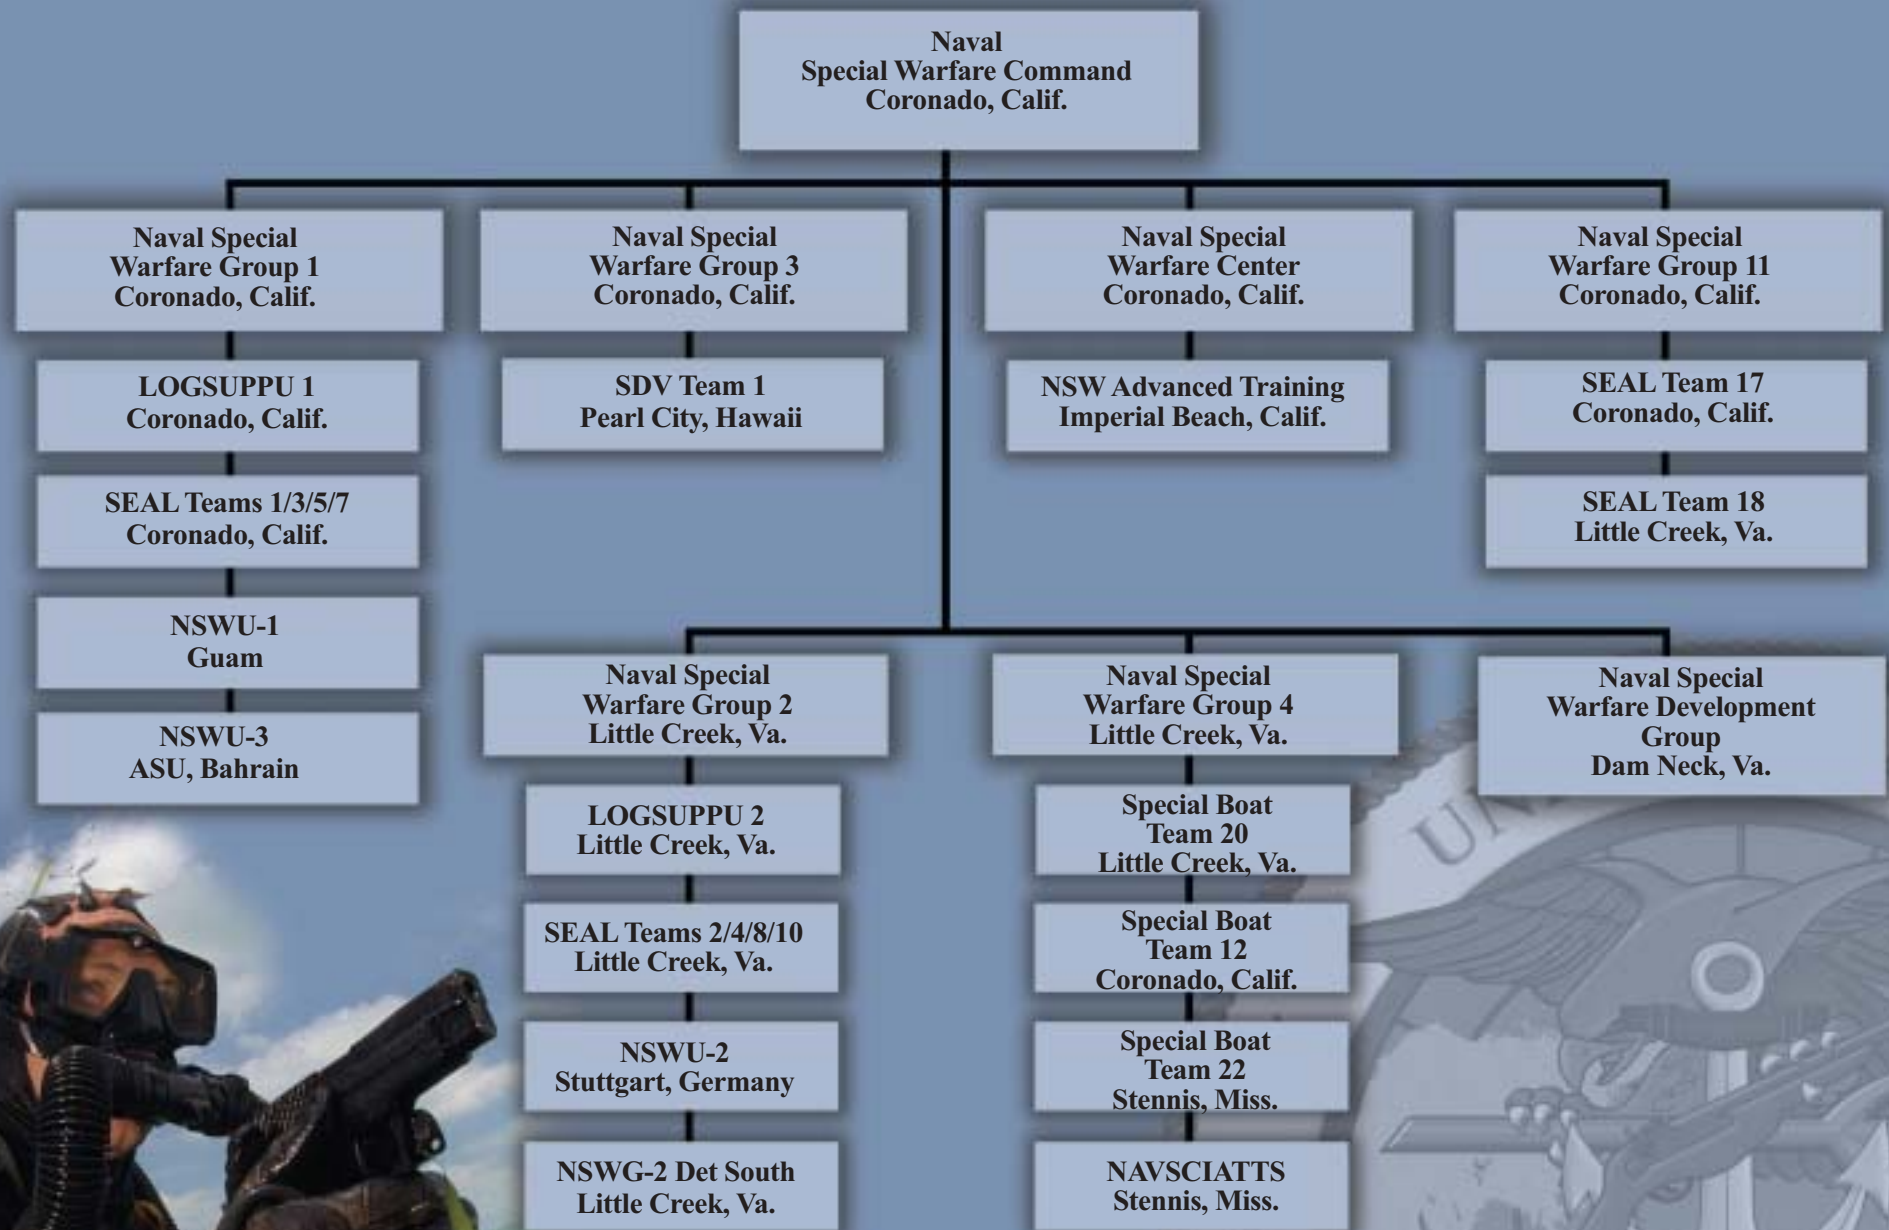 Naval
Special Warfare Command
Coronado, Calif.
Naval Special
Warfare Group 1
Coronado, Calif.
LOGSUPPU 1
Coronado, Calif.
SEAL Teams 1/3/5/7
Coronado, Calif.
NSWU-1
Guam
NSWU-3
ASU, Bahrain
Naval Special
Warfare Group 3
Coronado, Calif.
SDV Team 1
Pearl City, Hawaii
Naval Special
Warfare Center
Coronado, Calif.
NSW Advanced Training
Imperial Beach, Calif.
Naval Special
Warfare Group 11
Coronado, Calif.
SEAL Team 17
Coronado, Calif.
SEAL Team 18
Little Creek, Va.
Naval Special
Warfare Group 2
Little Creek, Va.
LOGSUPPU 2
Little Creek, Va.
SEAL Teams 2/4/8/10
Little Creek, Va.
NSWU-2
Stuttgart, Germany
NSWG-2 Det South
Little Creek, Va.
Naval Special
Warfare Group 4
Little Creek, Va.
Special Boat
Team 20
Little Creek, Va.
Special Boat
Team 12
Coronado, Calif.
Special Boat
Team 22
Stennis, Miss.
NAVSCIATTS
Stennis, Miss.
Naval Special
Warfare Development
Group
Dam Neck, Va.